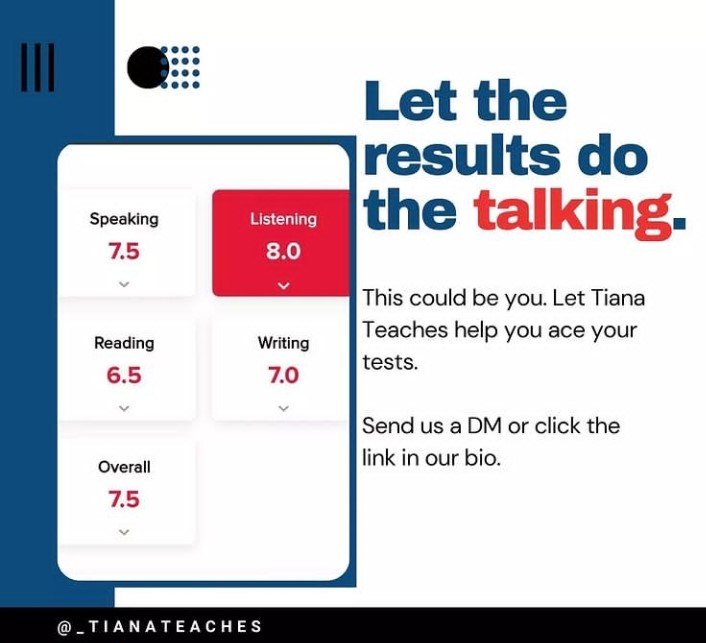 Let the
results do
the talking.
Speaking
7.5
Listening
8.0
Reading
6.5
Writing
7.0
Overall
7.5
This could be you. Let Tiana
Teaches help you ace your
tests.
Send us a DM or click the
link in our bio.
@_TIANATEACHES